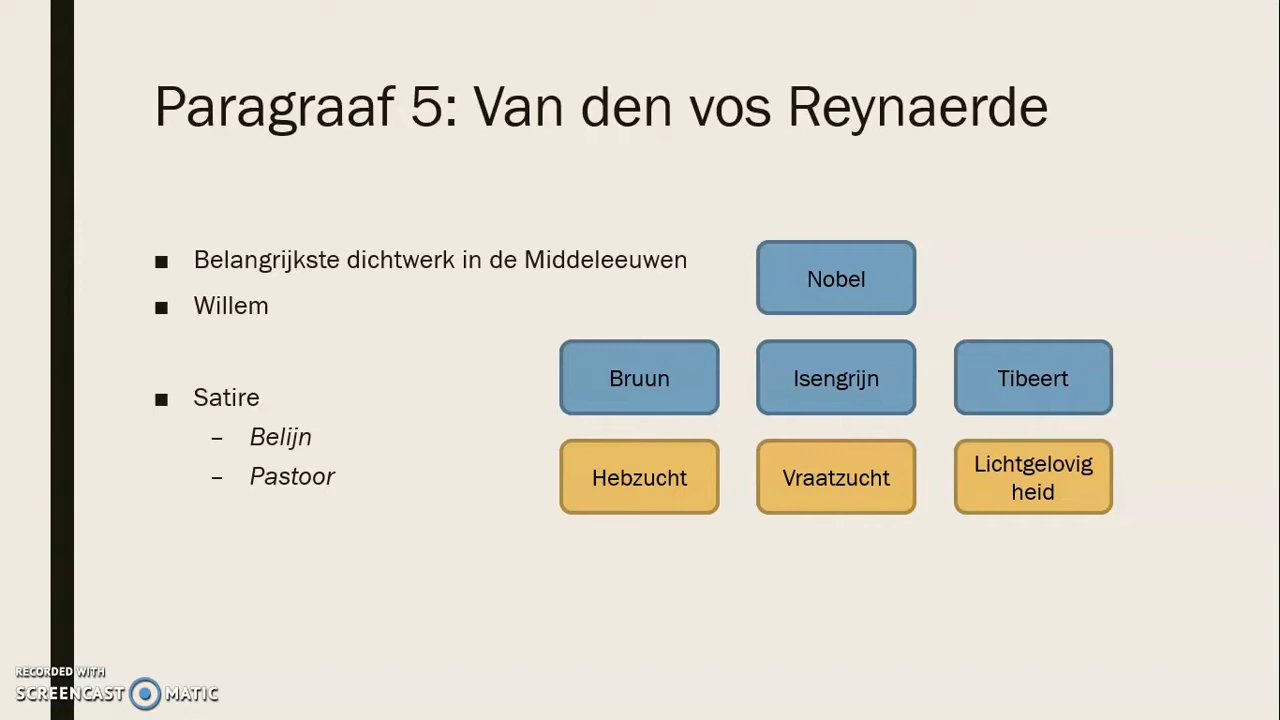 Paragraaf 5: Van den vos Reynaerde
■ Belangrijkste dichtwerk in de Middeleeuwen
■ Willem
■ Satire
– Belijn
– Pastoor
Nobel
Bruun
Isengrijn
Tibeert
Hebzucht
Vraatzucht
Lichtgelovig
heid
RECORDED WITH
SCREENCAST MATIC